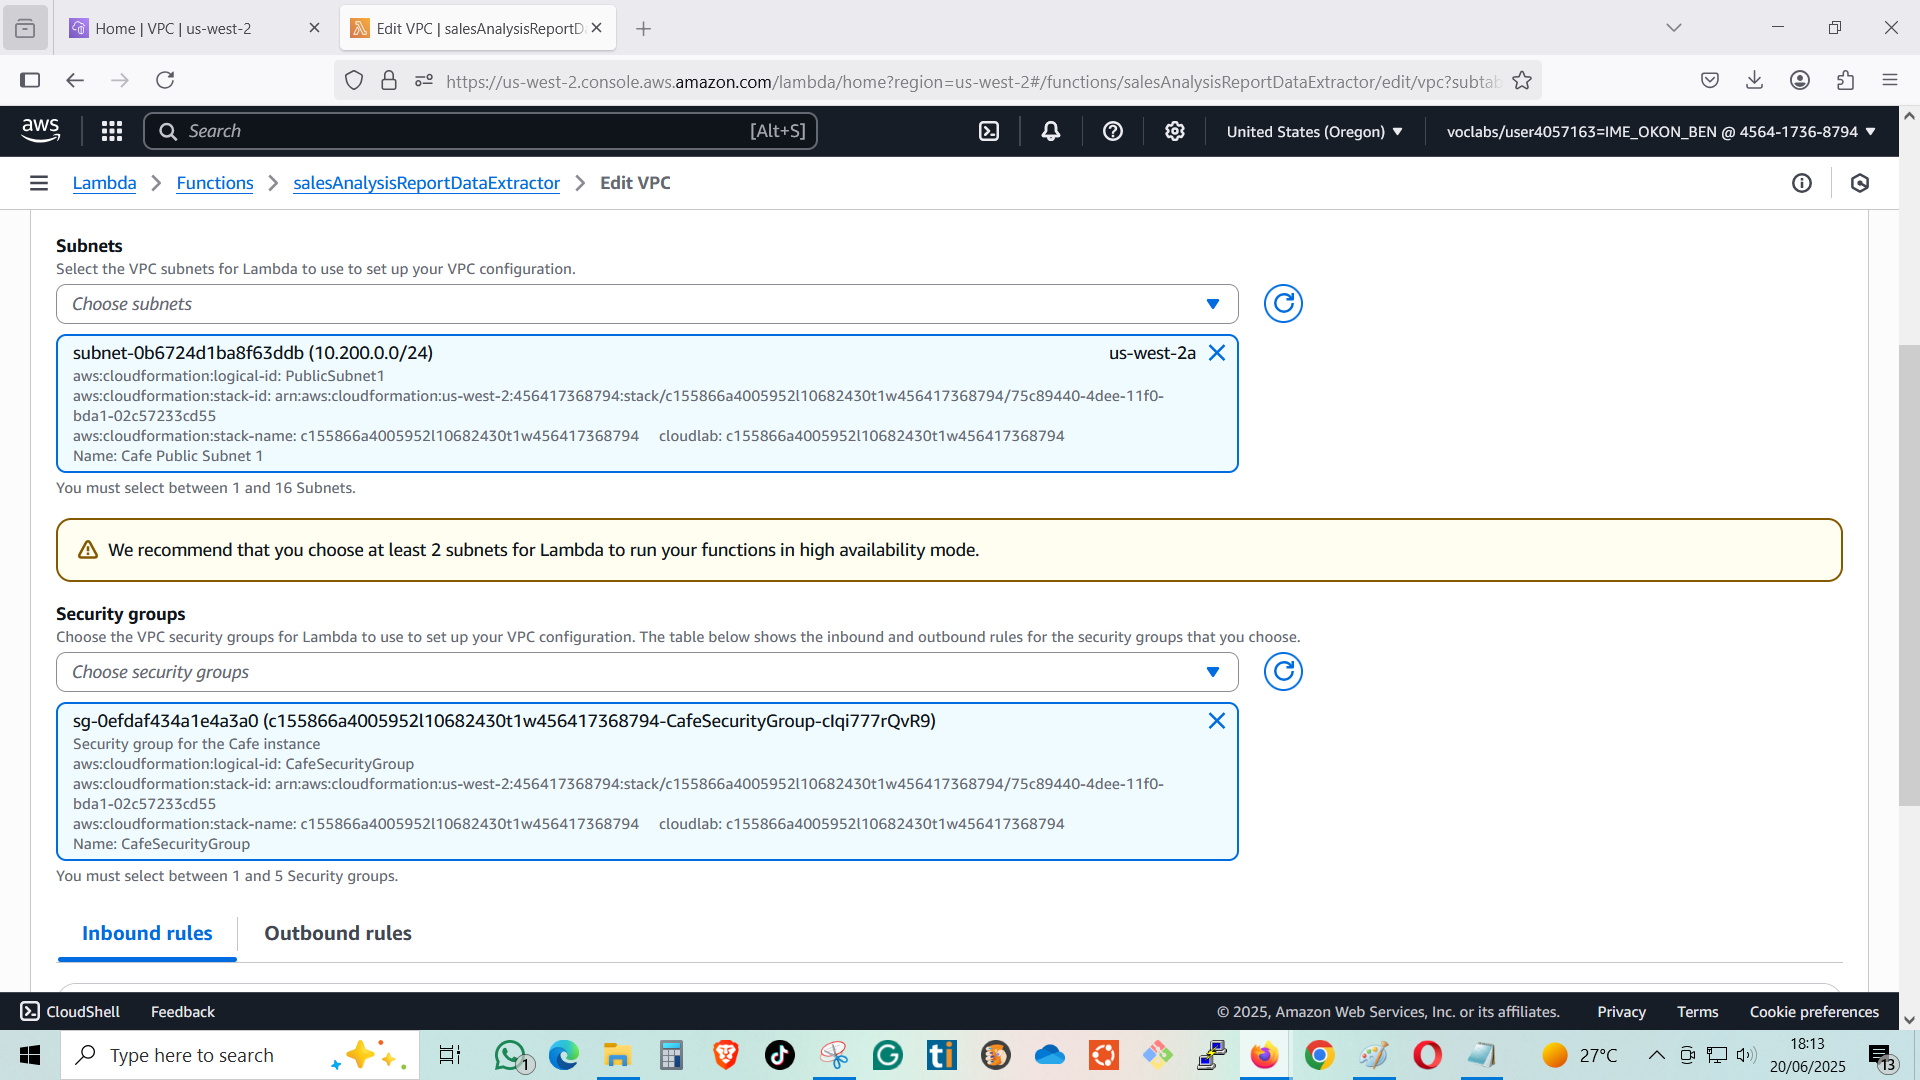 Home | VPC | us-west-2
Edit VPC | salesAnalysisReportD
https://us-west-2.console.aws.amazon.com/lambda/home?region=us-west-2#/functions/salesAnalysisReportDataExtractor/edit/vpc?subtab
aws
Search
[Alt+S]
United States (Oregon)
voclabs/user4057163=IME_OKON_BEN @ 4564-1736-8794
Lambda
Functions
salesAnalysisReportDataExtractor
Edit VPC
Subnets
Select the VPC subnets for Lambda to use to set up your VPC configuration.
Choose subnets
subnet-0b6724d1ba8f63ddb (10.200.0.0/24)
us-west-2a
aws:cloudformation:logical-id: PublicSubnet1
aws:cloudformation:stack-id: arn:aws:cloudformation:us-west-2:456417368794:stack/c155866a4005952l10682430t1w456417368794/75c89440-4dee-11f0-
bda1-02c57233cd55
aws:cloudformation:stack-name: c155866a4005952l10682430t1w456417368794 cloudlab: c155866a4005952l10682430t1w456417368794
Name: Cafe Public Subnet 1
You must select between 1 and 16 Subnets.
We recommend that you choose at least 2 subnets for Lambda to run your functions in high availability mode.
Security groups
Choose the VPC security groups for Lambda to use to set up your VPC configuration. The table below shows the inbound and outbound rules for the security groups that you choose.
Choose security groups
sg-0efdaf434a1e4a3a0 (c155866a4005952l10682430t1w456417368794-CafeSecurityGroup-cIqi777rQvR9)
Security group for the Cafe instance
aws:cloudformation:logical-id: CafeSecurityGroup
aws:cloudformation:stack-id: arn:aws:cloudformation:us-west-2:456417368794:stack/c155866a4005952l10682430t1w456417368794/75c89440-4dee-11f0-
bda1-02c57233cd55
aws:cloudformation:stack-name: c155866a4005952l10682430t1w456417368794 cloudlab: c155866a4005952l10682430t1w456417368794
Name: CafeSecurityGroup
You must select between 1 and 5 Security groups.
Inbound rules
Outbound rules
CloudShell
Feedback
© 2025, Amazon Web Services, Inc. or its affiliates.
Privacy
Terms
Cookie preferences
Type here to search
1
ti
27°C
18:13
20/06/2025
13